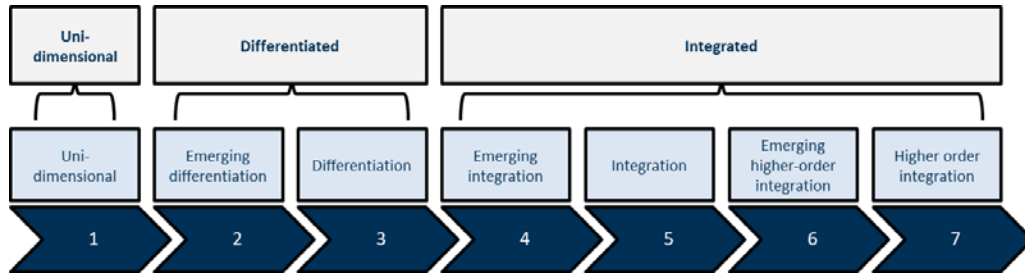 Uni-
dimensional
Differentiated
Integrated
Uni-
dimensional
Emerging
differentiation
Differentiation
Emerging
integration
Integration
Emerging
higher-order
integration
Higher order
integration
1
2
3
4
5
6
7